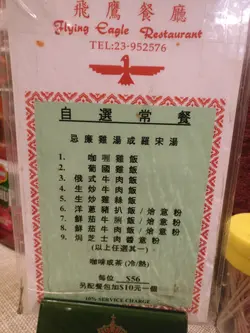 飛鷹餐廳
Flying Eagle Restaurant
TEL:23-952576
自選常餐
忌廉雞湯或羅宋湯
1. 咖喱雞飯
2. 葡國雞飯
3. 俄式牛肉飯
4. 生炒牛肉飯
5. 生炒雞絲飯
6. 洋蔥豬扒飯/燴意粉
7. 鮮茄牛脷飯/燴意粉
8. 鮮茄牛肉飯/燴意粉
9. 焗芝士肉醬意粉
(以上任選其一)
咖啡或茶(冷/熱)
每位 $56
另配餐包加$10元一個
10% SERVICE CHARGE